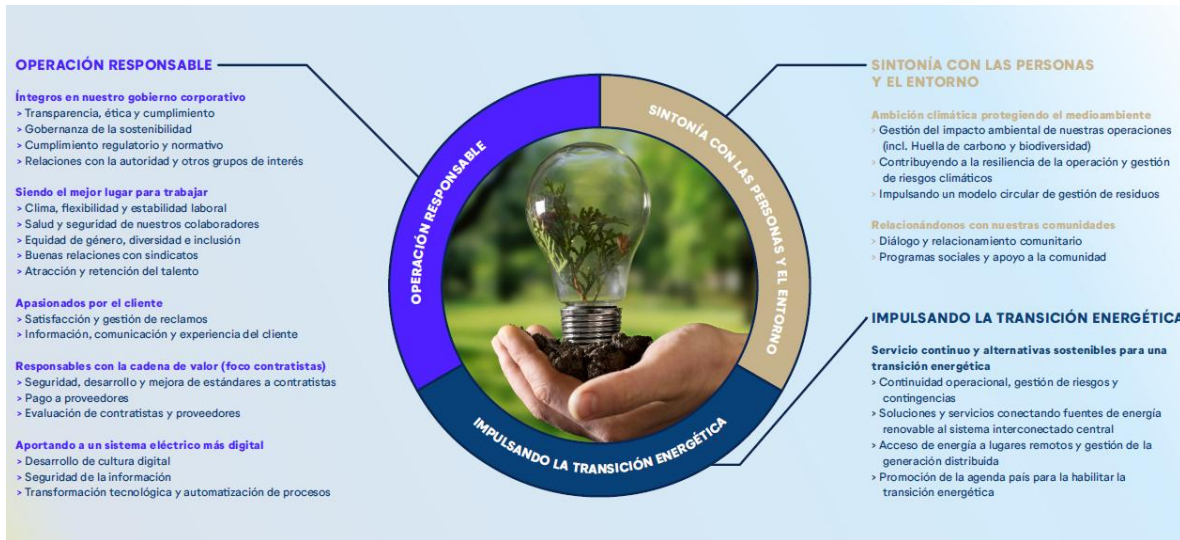 OPERACIÓN RESPONSABLE
Íntegros en nuestro gobierno corporativo
> Transparencia, ética y cumplimiento
> Gobernanza de la sostenibilidad
> Cumplimiento regulatorio y normativo
> Relaciones con la autoridad y otros grupos de interés
Siendo el mejor lugar para trabajar
> Clima, flexibilidad y estabilidad laboral
> Salud y seguridad de nuestros colaboradores
> Equidad de género, diversidad e inclusión
> Buenas relaciones con sindicatos
> Atracción y retención del talento
Apasionados por el cliente
> Satisfacción y gestión de reclamos
> Información, comunicación y experiencia del cliente
Responsables con la cadena de valor (foco contratistas)
> Seguridad, desarrollo y mejora de estándares a contratistas
> Pago a proveedores
> Evaluación de contratistas y proveedores
Aportando a un sistema eléctrico más digital
> Desarrollo de cultura digital
> Seguridad de la información
> Transformación tecnológica y automatización de procesos
OPERACIÓN RESPONSABLE
SINTONÍA CON LAS PERSONAS Y EL ENTORNO
IMPULSANDO LA TRANSICIÓN ENERGÉTICA
SINTONÍA CON LAS PERSONAS
Y EL ENTORNO
Ambición climática protegiendo el medioambiente
> Gestión del impacto ambiental de nuestras operaciones
(incl. Huella de carbono y biodiversidad)
> Contribuyendo a la resiliencia de la operación y gestión
de riesgos climáticos
> Impulsando un modelo circular de gestión de residuos
Relacionándonos con nuestras comunidades
> Diálogo y relacionamiento comunitario
> Programas sociales y apoyo a la comunidad
IMPULSANDO LA TRANSICIÓN ENERGÉTICA
Servicio continuo y alternativas sostenibles para una
transición energética
> Continuidad operacional, gestión de riesgos y
contingencias
> Soluciones y servicios conectando fuentes de energía
renovable al sistema interconectado central
> Acceso de energía a lugares remotos y gestión de la
generación distribuida
> Promoción de la agenda país para la habilitar la
transición energética